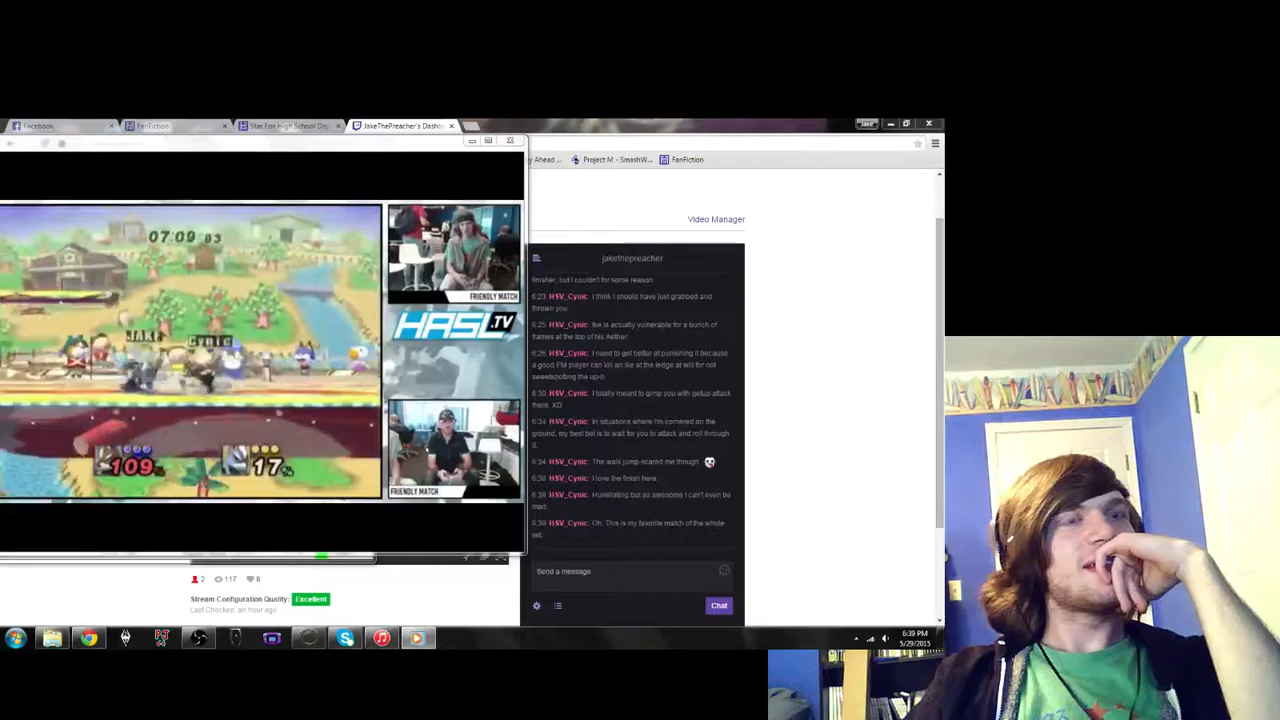 Facebook
FanFiction
Star Fox High School Day
JakeThePreacher's Dashbo
Jake
y Ahead ...
Project M - SmashW...
FanFiction
Video Manager
07:09
JAKE
Cynic
109%
17%
FRIENDLY MATCH
HASL.TV
FRIENDLY MATCH
jakethepreacher
finisher, but I couldn't for some reason
6:23 HSV_Cynic: I think I should have just grabbed and
thrown you
6:25 HSV_Cynic: Ike is actually vulnerable for a bunch of
frames at the top of his Aether
6:26 HSV_Cynic: I need to get better at punishing it because
a good PM player can kill an Ike at the ledge at will for not
sweetspotting the up-b
6:30 HSV_Cynic: I totally meant to gimp you with getup attack
there. XD
6:34 HSV_Cynic: In situations where I'm cornered on the
ground, my best bet is to wait for you to attack and roll through
it.
6:34 HSV_Cynic: The walk jump-scared me though
6:38 HSV_Cynic: I love the finish here.
6:38 HSV_Cynic: Humiliating but so awesome I can't even be
mad.
6:39 HSV_Cynic: Oh. This is my favorite match of the whole
set.
Send a message
Chat
2 117 8
Stream Configuration Quality: Excellent
Last Checked: an hour ago
6:39 PM
5/29/2015